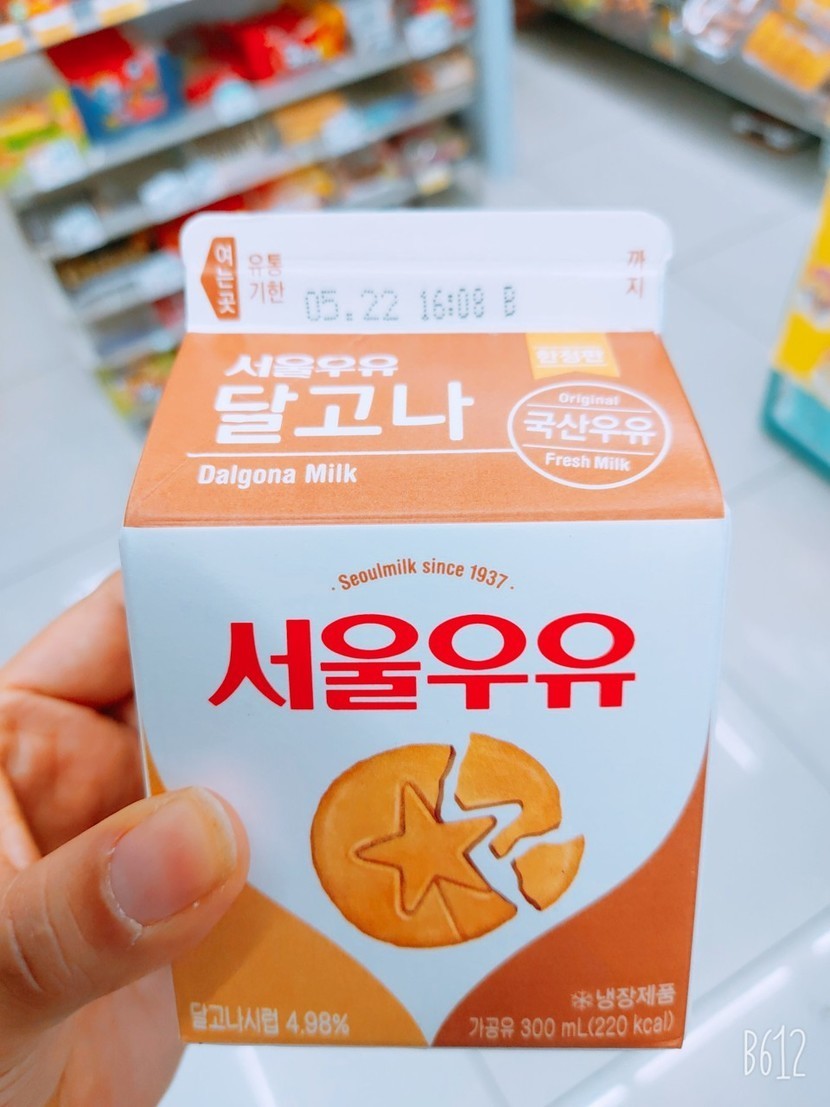 여는곳
유통
기한
까
지
05.22 16:08 B
서울우유
한정판
달고나
Dalgona Milk
Original
국산우유
Fresh Milk
·Seoulmilk since 1937·
서울우유
달고나시럽 4.98%
냉장제품
가공유 300 mL(220 kcal)
B612